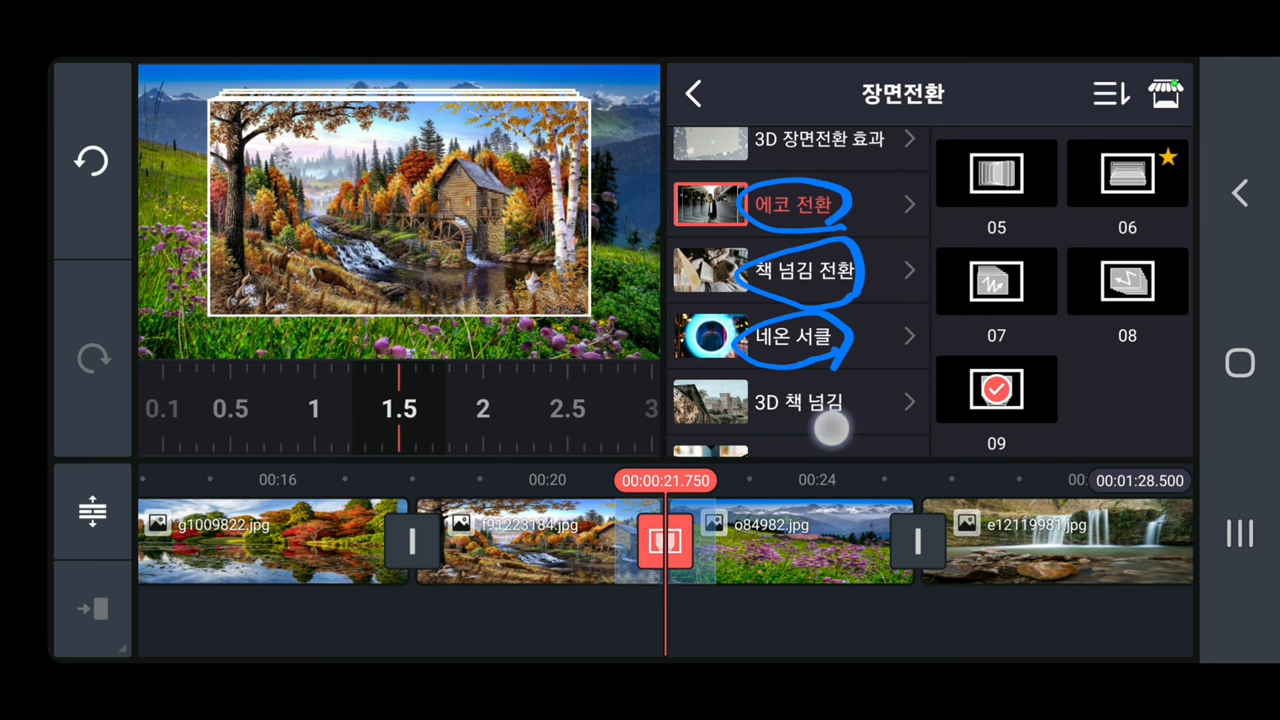 장면전환
3D 장면전환 효과
에코 전환
책 넘김 전환
네온 서클
3D 책 넘김
05
06
07
08
09
0.1 0.5 1 1.5 2 2.5 3
00:16 00:20 00:00:21.750 00:24 00: 00:01:28.500
g1009822.jpg f91223184.jpg o84982.jpg e12119981.jpg